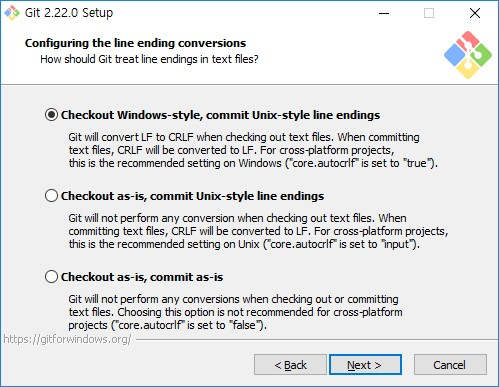 Git 2.22.0 Setup
Configuring the line ending conversions
How should Git treat line endings in text files?
Checkout Windows-style, commit Unix-style line endings
Git will convert LF to CRLF when checking out text files. When committing
text files, CRLF will be converted to LF. For cross-platform projects,
this is the recommended setting on Windows ("core.autocrlf" is set to "true").
Checkout as-is, commit Unix-style line endings
Git will not perform any conversion when checking out text files. When
committing text files, CRLF will be converted to LF. For cross-platform projects,
this is the recommended setting on Unix ("core.autocrlf" is set to "input").
Checkout as-is, commit as-is
Git will not perform any conversions when checking out or committing
text files. Choosing this option is not recommended for cross-platform
projects ("core.autocrlf" is set to "false").
https://gitforwindows.org/
< Back
Next >
Cancel